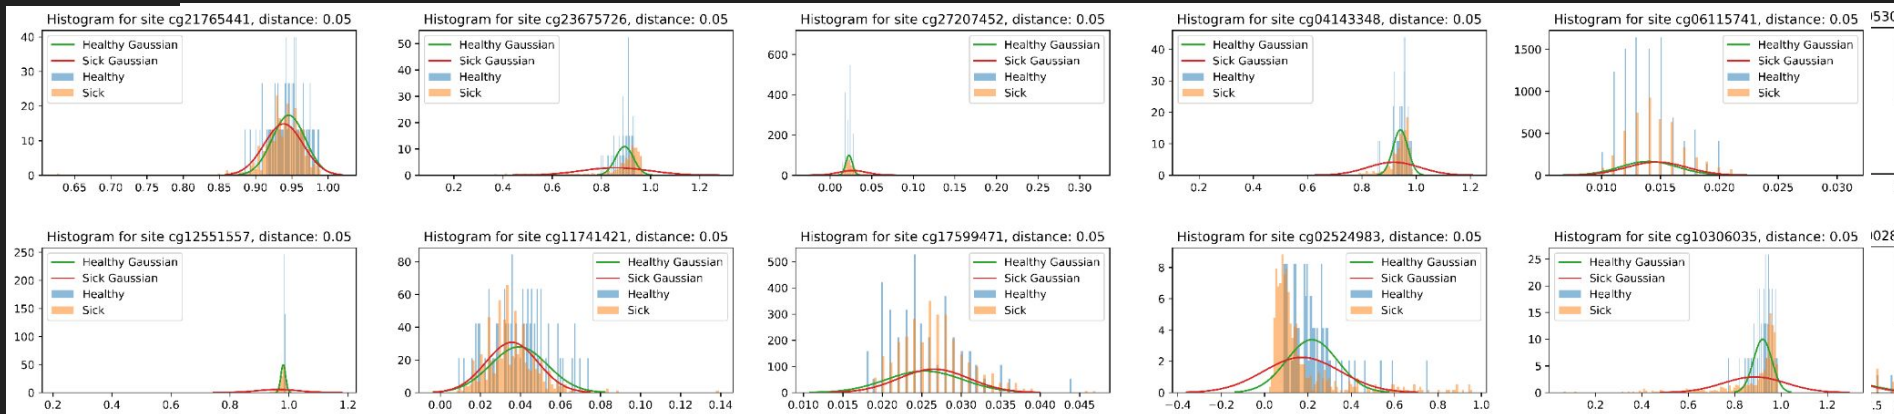 Histogram for site cg21765441, distance: 0.05
40
30
20
10
0
Healthy Gaussian
Sick Gaussian
Healthy
Sick
0.65 0.70 0.75 0.80 0.85 0.90 0.95 1.00
Histogram for site cg23675726, distance: 0.05
50
40
30
20
10
0
Healthy Gaussian
Sick Gaussian
Healthy
Sick
0.2 0.4 0.6 0.8 1.0 1.2
Histogram for site cg27207452, distance: 0.05
600
400
200
0
Healthy Gaussian
Sick Gaussian
Healthy
Sick
0.00 0.05 0.10 0.15 0.20 0.25 0.30
Histogram for site cg04143348, distance: 0.05
40
30
20
10
0
Healthy Gaussian
Sick Gaussian
Healthy
Sick
0.2 0.4 0.6 0.8 1.0 1.2
Histogram for site cg06115741, distance: 0.05
1500
1000
500
0
Healthy Gaussian
Sick Gaussian
Healthy
Sick
0.010 0.015 0.020 0.025 0.030
Histogram for site cg12551557, distance: 0.05
250
200
150
100
50
0
Healthy Gaussian
Sick Gaussian
Healthy
Sick
0.2 0.4 0.6 0.8 1.0 1.2
Histogram for site cg11741421, distance: 0.05
80
60
40
20
0
Healthy Gaussian
Sick Gaussian
Healthy
Sick
0.00 0.02 0.04 0.06 0.08 0.10 0.12 0.14
Histogram for site cg17599471, distance: 0.05
500
400
300
200
100
0
Healthy Gaussian
Sick Gaussian
Healthy
Sick
0.010 0.015 0.020 0.025 0.030 0.035 0.040 0.045
Histogram for site cg02524983, distance: 0.05
8
6
4
2
0
Healthy Gaussian
Sick Gaussian
Healthy
Sick
−0.4 −0.2 0.0 0.2 0.4 0.6 0.8 1.0
Histogram for site cg10306035, distance: 0.05
25
20
15
10
5
0
Healthy Gaussian
Sick Gaussian
Healthy
Sick
0.2 0.4 0.6 0.8 1.0 1.2